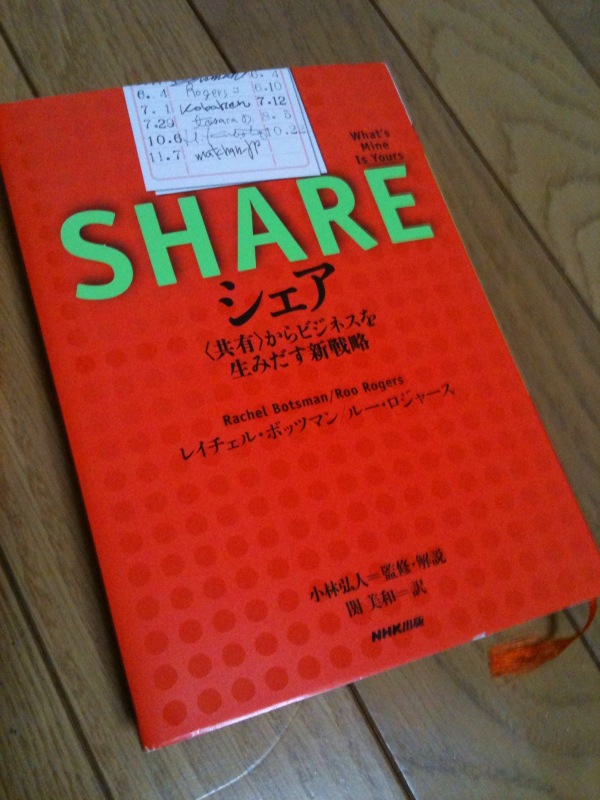 6. 4
6. 4 Rogers 6.10
7. 1 Kobayashi 7.12
7.29 8. 5
10.6 10.2
11.7
What's
Mine
Is Yours
SHARE
シェア
〈共有〉からビジネスを
生みだす新戦略
Rachel Botsman/Roo Rogers
レイチェル・ボッツマン/ルー・ロジャース
小林弘人=監修・解説
関 美和=訳
NHK出版